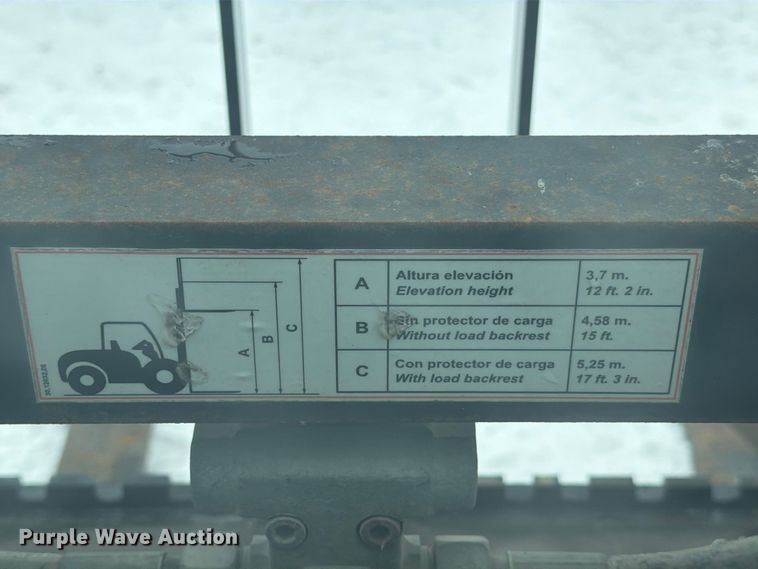 A
B
C
A Altura elevación 3,7 m.
Elevation height 12 ft. 2 in.
B Sin protector de carga 4,58 m.
Without load backrest 15 ft.
C Con protector de carga 5,25 m.
With load backrest 17 ft. 3 in.
Purple Wave Auction